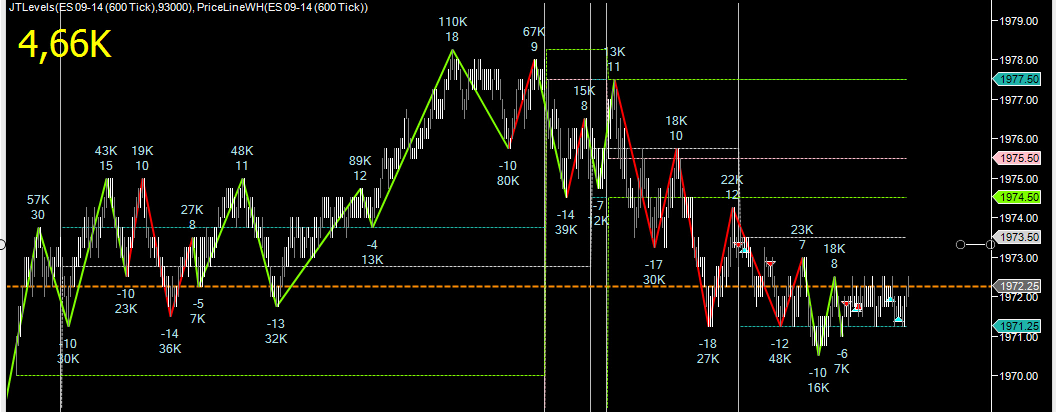 JTLevels(ES 09-14 (600 Tick),93000), PriceLineWH(ES 09-14 (600 Tick))
4,66K
110K
18
67K
9
13K
11
15K
8
43K
15
19K
10
48K
11
89K
12
18K
10
57K
30
27K
8
22K
12
23K
7
18K
8
-10
30K
-10
23K
-14
36K
-5
7K
-13
32K
-4
13K
-10
80K
-14
39K
-7
12K
-17
30K
-18
27K
-12
48K
-10
16K
-6
7K
1979.00
1978.00
1977.50
1977.00
1976.00
1975.50
1975.00
1974.50
1974.00
1973.50
1973.00
1972.25
1972.00
1971.25
1970.00